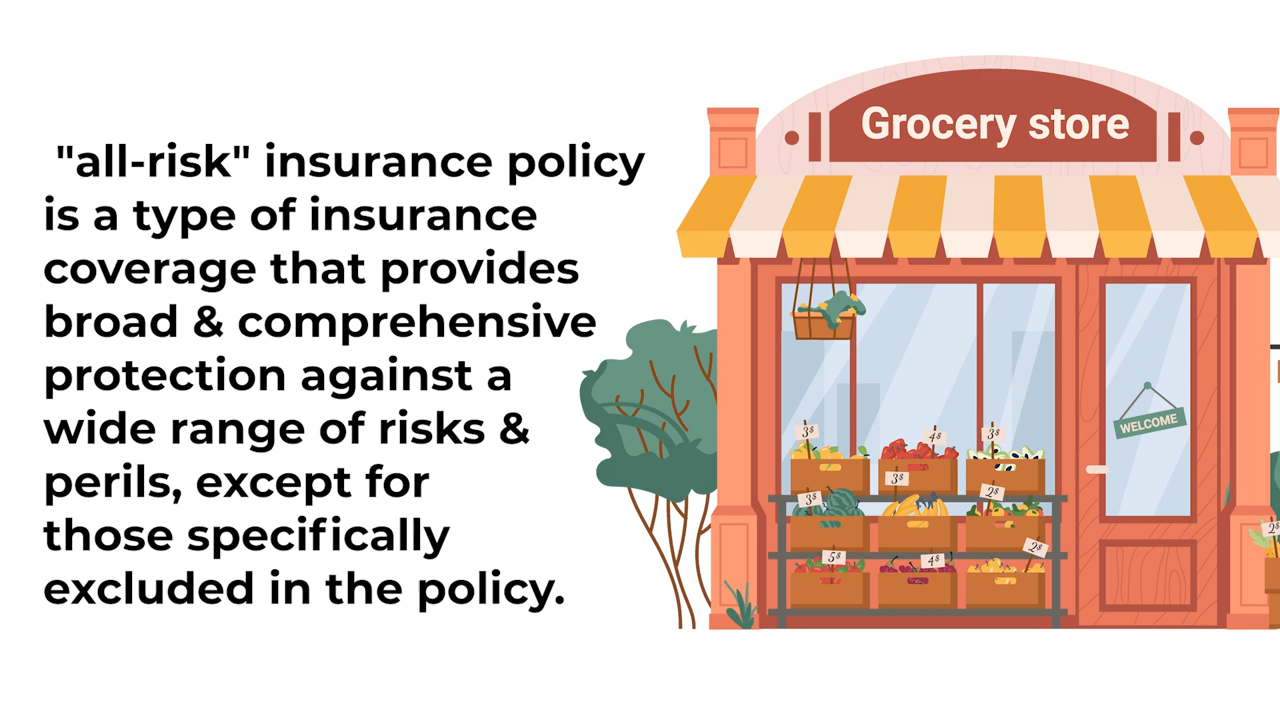 "all-risk" insurance policy
is a type of insurance
coverage that provides
broad & comprehensive
protection against a
wide range of risks &
perils, except for
those specifically
excluded in the policy.
Grocery store
WELCOME
3$
4$
3$
3$
3$
2$
5$
4$
2$
2$